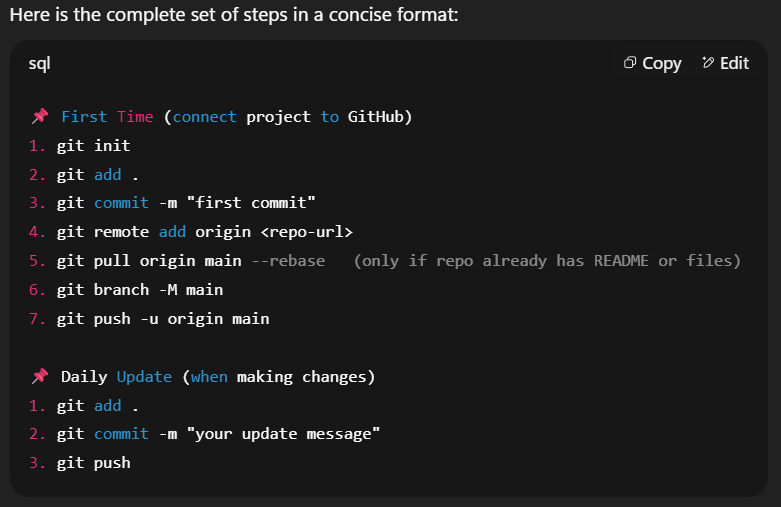 Here is the complete set of steps in a concise format:
sql
Copy Edit
📌 First Time (connect project to GitHub)
1. git init
2. git add .
3. git commit -m "first commit"
4. git remote add origin <repo-url>
5. git pull origin main --rebase   (only if repo already has README or files)
6. git branch -M main
7. git push -u origin main
📌 Daily Update (when making changes)
1. git add .
2. git commit -m "your update message"
3. git push